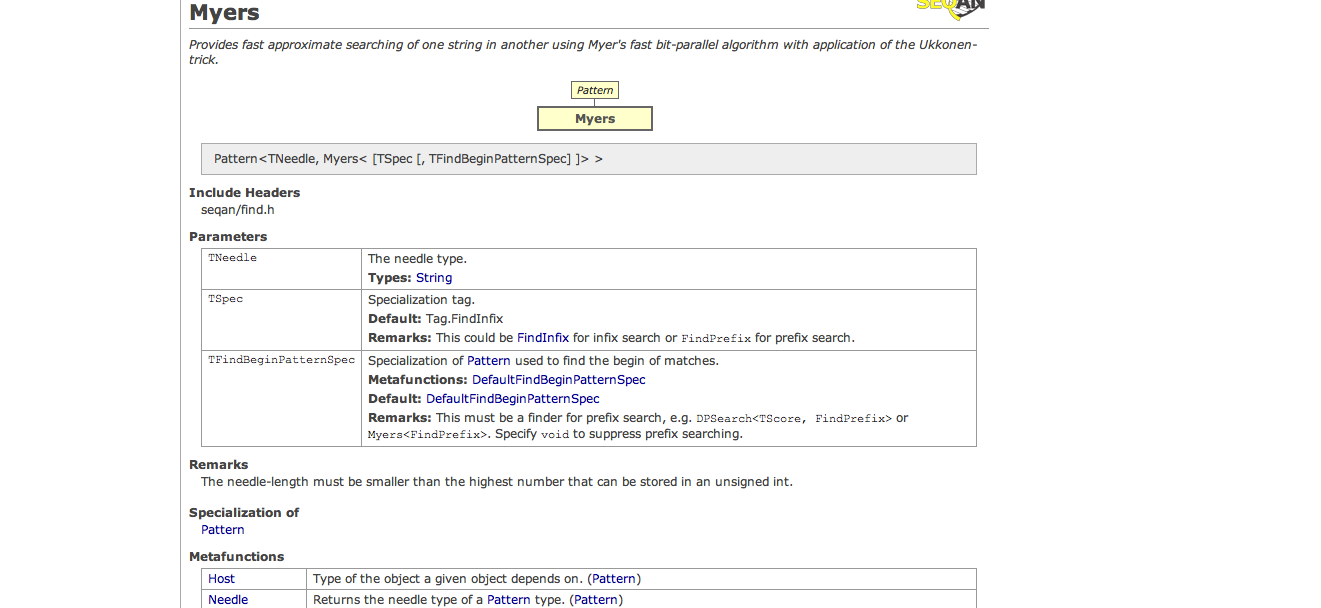 Myers
SEQAN
Provides fast approximate searching of one string in another using Myer's fast bit-parallel algorithm with application of the Ukkonen-
trick.
Pattern
Myers
Pattern<TNeedle, Myers< [TSpec [, TFindBeginPatternSpec] ]> >
Include Headers
seqan/find.h
Parameters
TNeedle
The needle type.
Types: String
TSpec
Specialization tag.
Default: Tag.FindInfix
Remarks: This could be FindInfix for infix search or FindPrefix for prefix search.
TFindBeginPatternSpec
Specialization of Pattern used to find the begin of matches.
Metafunctions: DefaultFindBeginPatternSpec
Default: DefaultFindBeginPatternSpec
Remarks: This must be a finder for prefix search, e.g. DPSearch<TScore, FindPrefix> or
Myers<FindPrefix>. Specify void to suppress prefix searching.
Remarks
The needle-length must be smaller than the highest number that can be stored in an unsigned int.
Specialization of
Pattern
Metafunctions
Host
Type of the object a given object depends on. (Pattern)
Needle
Returns the needle type of a Pattern type. (Pattern)